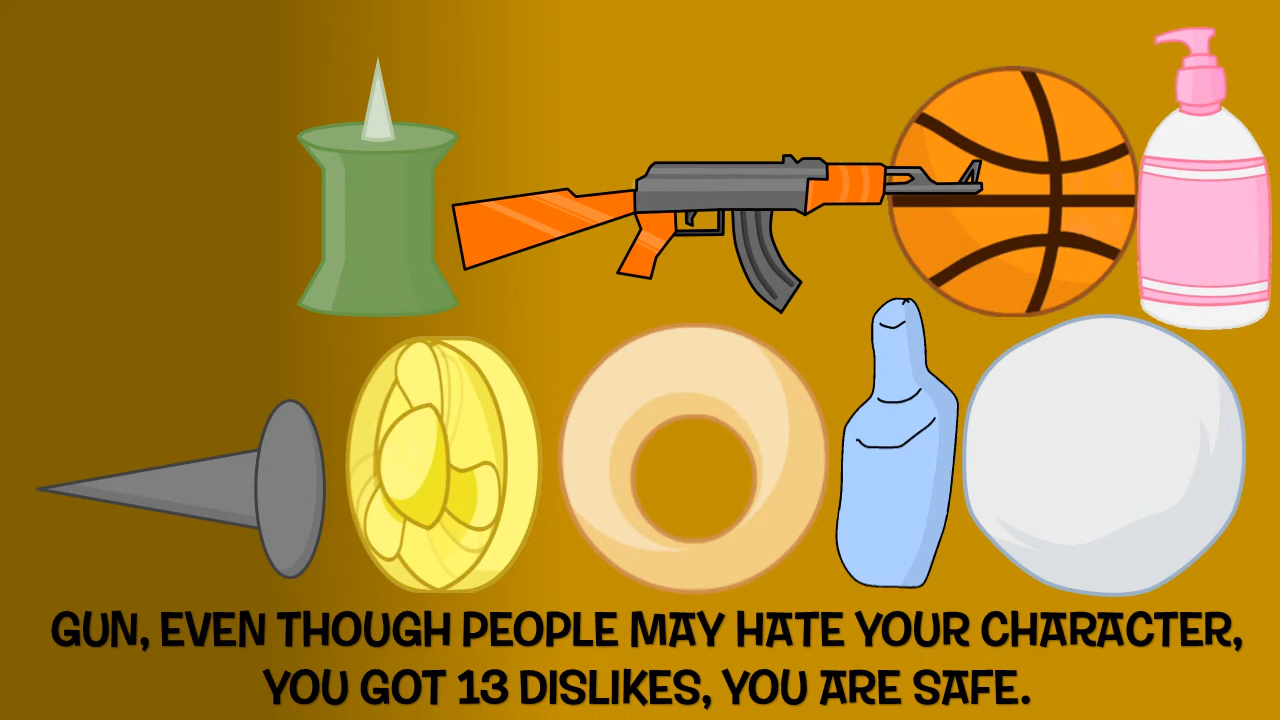 GUN, EVEN THOUGH PEOPLE MAY HATE YOUR CHARACTER,
YOU GOT 13 DISLIKES, YOU ARE SAFE.